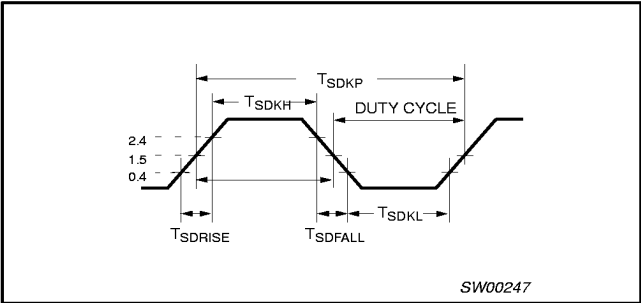 TSDKP
TSDKH
DUTY CYCLE
2.4
1.5
0.4
TSDKL
TSDRISE
TSDFALL
SW00247